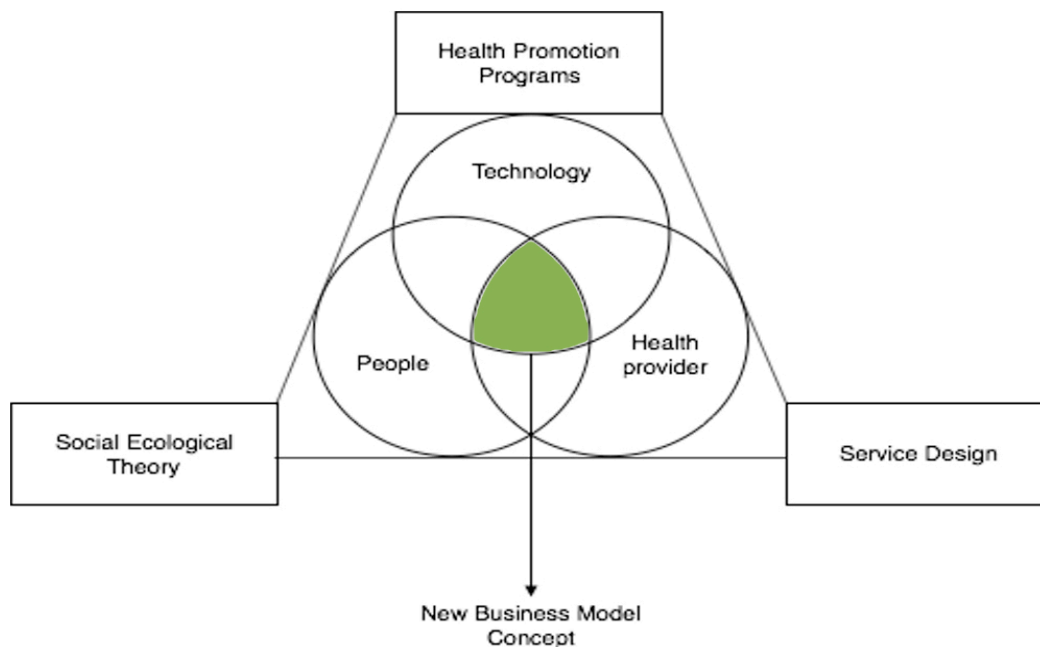 Health Promotion
Programs
Technology
People
Health
provider
Social Ecological
Theory
Service Design
New Business Model
Concept